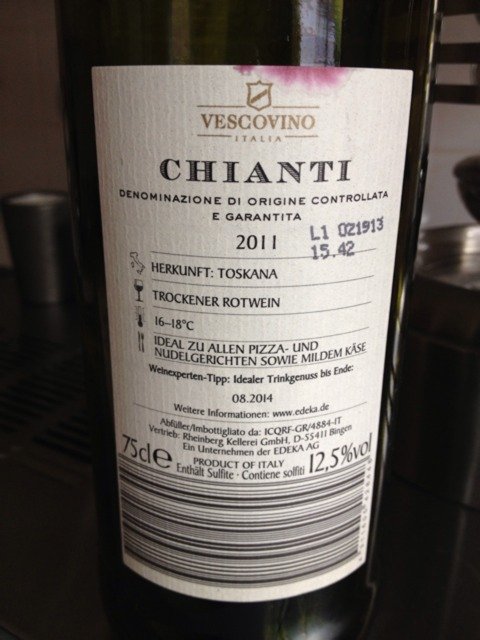 VESCOVINO
ITALIA
CHIANTI
DENOMINAZIONE DI ORIGINE CONTROLLATA
E GARANTITA
2011
L1 021913
15.42
HERKUNFT: TOSKANA
TROCKENER ROTWEIN
16–18°C
IDEAL ZU ALLEN PIZZA- UND
NUDELGERICHTEN SOWIE MILDEM KÄSE
Weinexperten-Tipp: Idealer Trinkgenuss bis Ende:
08.2014
Weitere Informationen: www.edeka.de
Abfüller/Imbottigliato da: ICQRF-GR/4884-IT
Vertrieb: Rheinberg Kellerei GmbH, D-55411 Bingen
Ein Unternehmen der EDEKA AG
75cl e PRODUCT OF ITALY 12,5%vol
Enthält Sulfite · Contiene solfiti